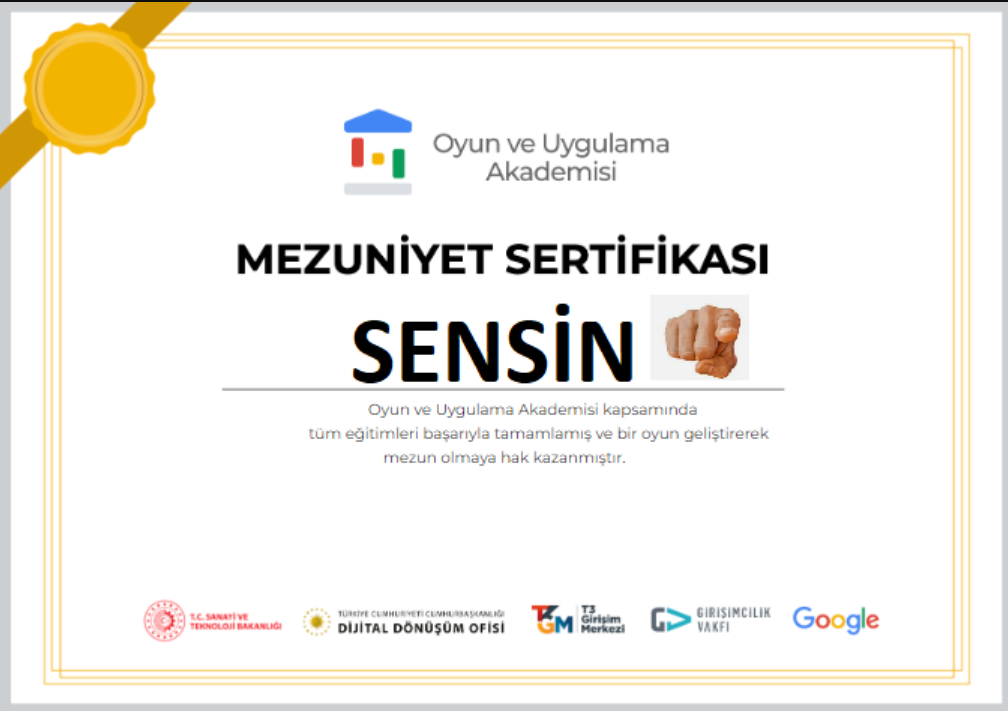 Oyun ve Uygulama
Akademisi
MEZUNİYET SERTİFİKASI
SENSİN
Oyun ve Uygulama Akademisi kapsamında
tüm eğitimleri başarıyla tamamlamış ve bir oyun geliştirerek
mezun olmaya hak kazanmıştır.
T.C. SANAYİ VE
TEKNOLOJİ BAKANLIĞI
TÜRKİYE CUMHURİYETİ CUMHURBAŞKANLIĞI
DİJİTAL DÖNÜŞÜM OFİSİ
T3GM
T3
Girişim
Merkezi
GİRİŞİMCİLİK
VAKFI
Google